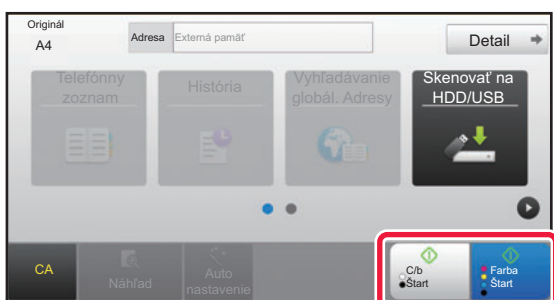 Originál
A4
Adresa
Externá pamäť
Detail
Telefónny
zoznam
História
Vyhľadávanie
globál. Adresy
Skenovať na
HDD/USB
CA
Náhľad
Auto
nastavenie
C/b
Štart
Farba
Štart